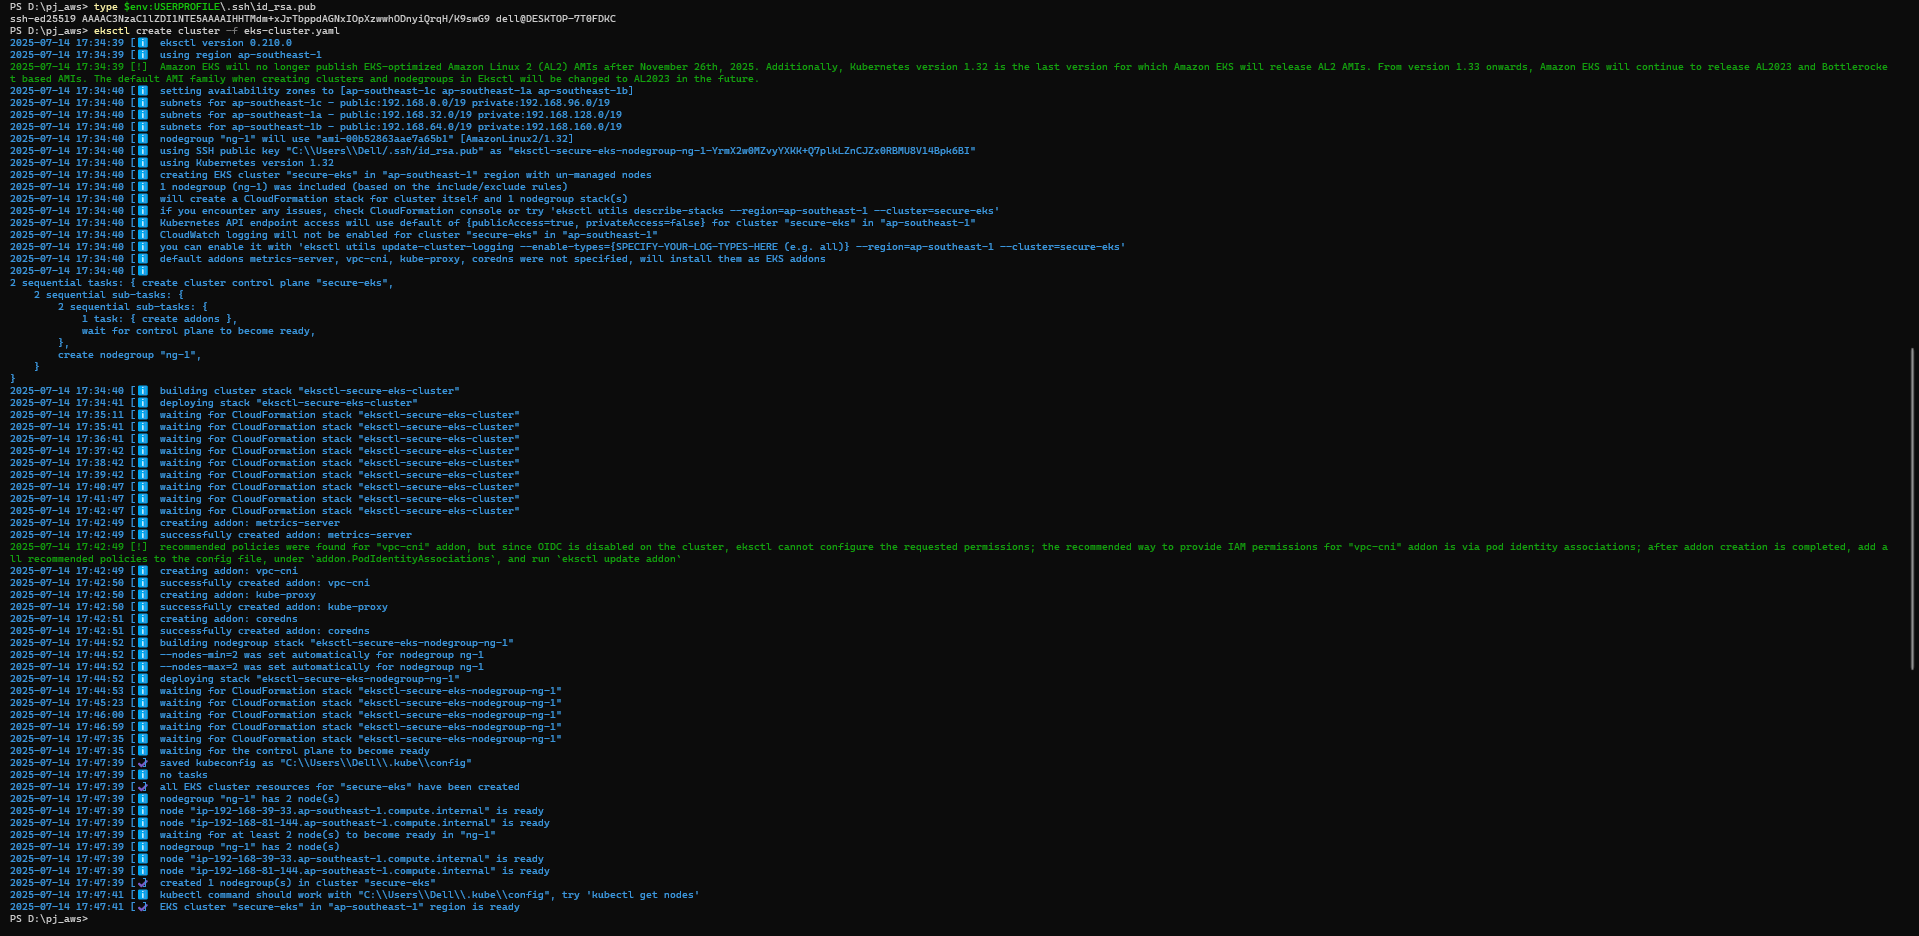 PS D:\pj_aws> type $env:USERPROFILE\.ssh\id_rsa.pub
ssh-ed25519 AAAAC3NzaC1lZDI1NTE5AAAAIHHTMdm+xJrTbppdAGNxIOpXzwwhODnyiQrqH/K9swG9 dell@DESKTOP-7T0FDKC
PS D:\pj_aws> eksctl create cluster -f eks-cluster.yaml
2025-07-14 17:34:39 [ℹ]  eksctl version 0.210.0
2025-07-14 17:34:39 [ℹ]  using region ap-southeast-1
2025-07-14 17:34:39 [!]  Amazon EKS will no longer publish EKS-optimized Amazon Linux 2 (AL2) AMIs after November 26th, 2025. Additionally, Kubernetes version 1.32 is the last version for which Amazon EKS will release AL2 AMIs. From version 1.33 onwards, Amazon EKS will continue to release AL2023 and Bottlerocke
t based AMIs. The default AMI family when creating clusters and nodegroups in Eksctl will be changed to AL2023 in the future.
2025-07-14 17:34:40 [ℹ]  setting availability zones to [ap-southeast-1c ap-southeast-1a ap-southeast-1b]
2025-07-14 17:34:40 [ℹ]  subnets for ap-southeast-1c - public:192.168.0.0/19 private:192.168.96.0/19
2025-07-14 17:34:40 [ℹ]  subnets for ap-southeast-1a - public:192.168.32.0/19 private:192.168.128.0/19
2025-07-14 17:34:40 [ℹ]  subnets for ap-southeast-1b - public:192.168.64.0/19 private:192.168.160.0/19
2025-07-14 17:34:40 [ℹ]  nodegroup "ng-1" will use "ami-00b52863aae7a65b1" [AmazonLinux2/1.32]
2025-07-14 17:34:40 [ℹ]  using SSH public key "C:\\Users\\Dell/.ssh/id_rsa.pub" as "eksctl-secure-eks-nodegroup-ng-1-YrmX2w0MZvyYXKK+Q7plkLZnCJZx0RBMU8V14Bpk6BI"
2025-07-14 17:34:40 [ℹ]  using Kubernetes version 1.32
2025-07-14 17:34:40 [ℹ]  creating EKS cluster "secure-eks" in "ap-southeast-1" region with un-managed nodes
2025-07-14 17:34:40 [ℹ]  1 nodegroup (ng-1) was included (based on the include/exclude rules)
2025-07-14 17:34:40 [ℹ]  will create a CloudFormation stack for cluster itself and 1 nodegroup stack(s)
2025-07-14 17:34:40 [ℹ]  if you encounter any issues, check CloudFormation console or try 'eksctl utils describe-stacks --region=ap-southeast-1 --cluster=secure-eks'
2025-07-14 17:34:40 [ℹ]  Kubernetes API endpoint access will use default of {publicAccess=true, privateAccess=false} for cluster "secure-eks" in "ap-southeast-1"
2025-07-14 17:34:40 [ℹ]  CloudWatch logging will not be enabled for cluster "secure-eks" in "ap-southeast-1"
2025-07-14 17:34:40 [ℹ]  you can enable it with 'eksctl utils update-cluster-logging --enable-types={SPECIFY-YOUR-LOG-TYPES-HERE (e.g. all)} --region=ap-southeast-1 --cluster=secure-eks'
2025-07-14 17:34:40 [ℹ]  default addons metrics-server, vpc-cni, kube-proxy, coredns were not specified, will install them as EKS addons
2025-07-14 17:34:40 [ℹ]
2 sequential tasks: { create cluster control plane "secure-eks",
    2 sequential sub-tasks: {
        2 sequential sub-tasks: {
            1 task: { create addons },
            wait for control plane to become ready,
        },
        create nodegroup "ng-1",
    }
}
2025-07-14 17:34:40 [ℹ]  building cluster stack "eksctl-secure-eks-cluster"
2025-07-14 17:34:41 [ℹ]  deploying stack "eksctl-secure-eks-cluster"
2025-07-14 17:35:11 [ℹ]  waiting for CloudFormation stack "eksctl-secure-eks-cluster"
2025-07-14 17:35:41 [ℹ]  waiting for CloudFormation stack "eksctl-secure-eks-cluster"
2025-07-14 17:36:41 [ℹ]  waiting for CloudFormation stack "eksctl-secure-eks-cluster"
2025-07-14 17:37:42 [ℹ]  waiting for CloudFormation stack "eksctl-secure-eks-cluster"
2025-07-14 17:38:42 [ℹ]  waiting for CloudFormation stack "eksctl-secure-eks-cluster"
2025-07-14 17:39:42 [ℹ]  waiting for CloudFormation stack "eksctl-secure-eks-cluster"
2025-07-14 17:40:47 [ℹ]  waiting for CloudFormation stack "eksctl-secure-eks-cluster"
2025-07-14 17:41:47 [ℹ]  waiting for CloudFormation stack "eksctl-secure-eks-cluster"
2025-07-14 17:42:47 [ℹ]  waiting for CloudFormation stack "eksctl-secure-eks-cluster"
2025-07-14 17:42:49 [ℹ]  creating addon: metrics-server
2025-07-14 17:42:49 [ℹ]  successfully created addon: metrics-server
2025-07-14 17:42:49 [!]  recommended policies were found for "vpc-cni" addon, but since OIDC is disabled on the cluster, eksctl cannot configure the requested permissions; the recommended way to provide IAM permissions for "vpc-cni" addon is via pod identity associations; after addon creation is completed, add a
ll recommended policies to the config file, under `addon.PodIdentityAssociations`, and run `eksctl update addon`
2025-07-14 17:42:49 [ℹ]  creating addon: vpc-cni
2025-07-14 17:42:50 [ℹ]  successfully created addon: vpc-cni
2025-07-14 17:42:50 [ℹ]  creating addon: kube-proxy
2025-07-14 17:42:50 [ℹ]  successfully created addon: kube-proxy
2025-07-14 17:42:51 [ℹ]  creating addon: coredns
2025-07-14 17:42:51 [ℹ]  successfully created addon: coredns
2025-07-14 17:44:52 [ℹ]  building nodegroup stack "eksctl-secure-eks-nodegroup-ng-1"
2025-07-14 17:44:52 [ℹ]  --nodes-min=2 was set automatically for nodegroup ng-1
2025-07-14 17:44:52 [ℹ]  --nodes-max=2 was set automatically for nodegroup ng-1
2025-07-14 17:44:52 [ℹ]  deploying stack "eksctl-secure-eks-nodegroup-ng-1"
2025-07-14 17:44:53 [ℹ]  waiting for CloudFormation stack "eksctl-secure-eks-nodegroup-ng-1"
2025-07-14 17:45:23 [ℹ]  waiting for CloudFormation stack "eksctl-secure-eks-nodegroup-ng-1"
2025-07-14 17:46:00 [ℹ]  waiting for CloudFormation stack "eksctl-secure-eks-nodegroup-ng-1"
2025-07-14 17:46:59 [ℹ]  waiting for CloudFormation stack "eksctl-secure-eks-nodegroup-ng-1"
2025-07-14 17:47:35 [ℹ]  waiting for CloudFormation stack "eksctl-secure-eks-nodegroup-ng-1"
2025-07-14 17:47:35 [ℹ]  waiting for the control plane to become ready
2025-07-14 17:47:39 [✔]  saved kubeconfig as "C:\\Users\\Dell\\.kube\\config"
2025-07-14 17:47:39 [ℹ]  no tasks
2025-07-14 17:47:39 [✔]  all EKS cluster resources for "secure-eks" have been created
2025-07-14 17:47:39 [ℹ]  nodegroup "ng-1" has 2 node(s)
2025-07-14 17:47:39 [ℹ]  node "ip-192-168-39-33.ap-southeast-1.compute.internal" is ready
2025-07-14 17:47:39 [ℹ]  node "ip-192-168-81-144.ap-southeast-1.compute.internal" is ready
2025-07-14 17:47:39 [ℹ]  waiting for at least 2 node(s) to become ready in "ng-1"
2025-07-14 17:47:39 [ℹ]  nodegroup "ng-1" has 2 node(s)
2025-07-14 17:47:39 [ℹ]  node "ip-192-168-39-33.ap-southeast-1.compute.internal" is ready
2025-07-14 17:47:39 [ℹ]  node "ip-192-168-81-144.ap-southeast-1.compute.internal" is ready
2025-07-14 17:47:39 [✔]  created 1 nodegroup(s) in cluster "secure-eks"
2025-07-14 17:47:41 [ℹ]  kubectl command should work with "C:\\Users\\Dell\\.kube\\config", try 'kubectl get nodes'
2025-07-14 17:47:41 [✔]  EKS cluster "secure-eks" in "ap-southeast-1" region is ready
PS D:\pj_aws>